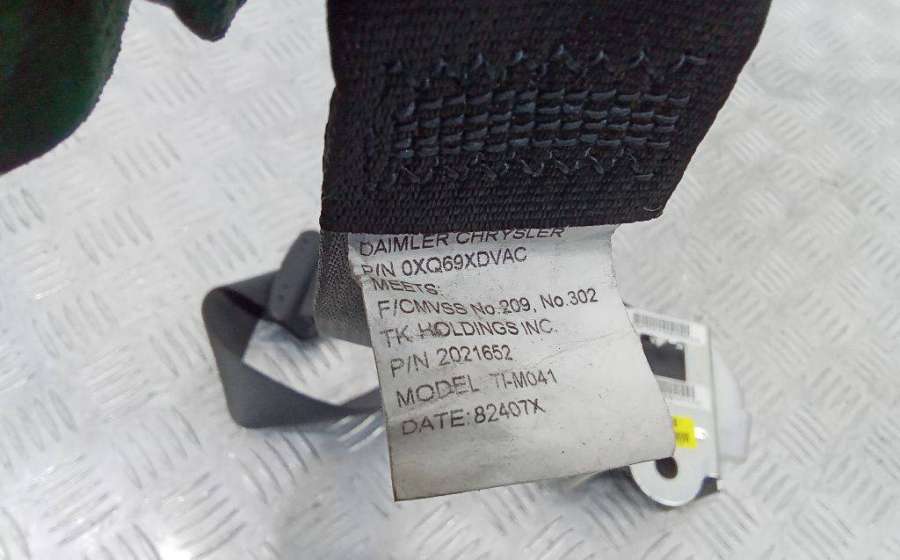 DAIMLER CHRYSLER
P/N 0XQ69XDVAC
MEETS:
F/CMVSS No.209, No.302
TK HOLDINGS INC.
P/N 2021652
MODEL TI-M041
DATE: 82407X